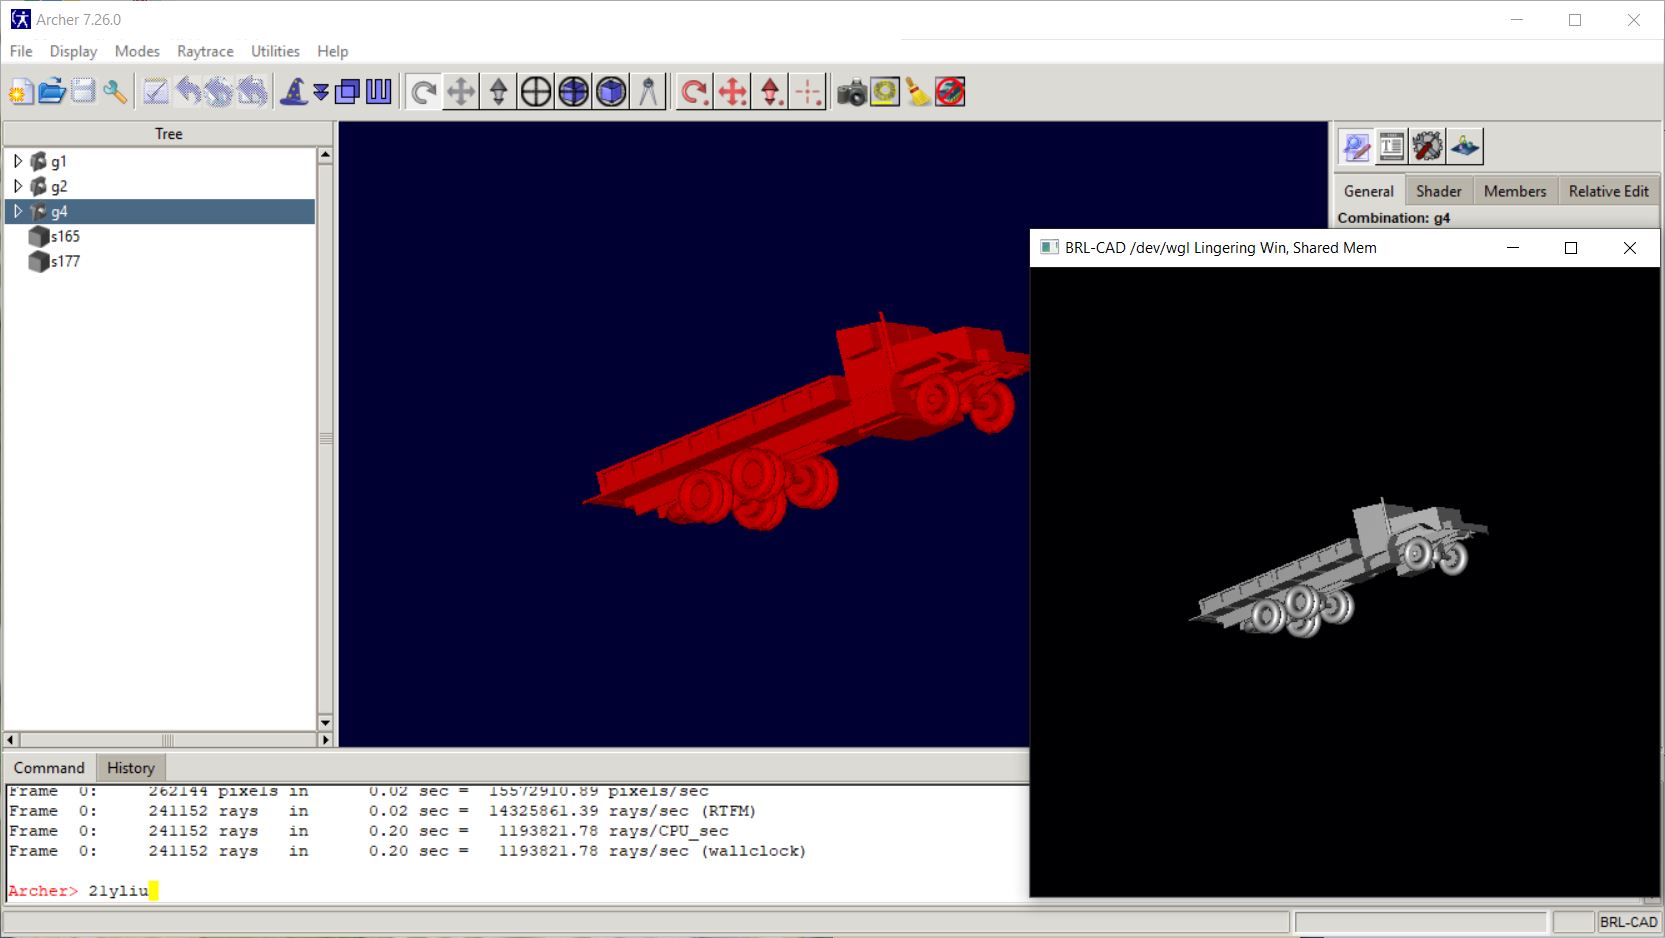 Archer 7.26.0
File Display Modes Raytrace Utilities Help
Tree
g1
g2
g4
s165
s177
General Shader Members Relative Edit
Combination: g4
BRL-CAD /dev/wgl Lingering Win, Shared Mem
Command History
Frame 0: 262144 pixels in 0.02 sec = 15572910.89 pixels/sec
Frame 0: 241152 rays in 0.02 sec = 14325861.39 rays/sec (RTFM)
Frame 0: 241152 rays in 0.20 sec = 1193821.78 rays/CPU_sec
Frame 0: 241152 rays in 0.20 sec = 1193821.78 rays/sec (wallclock)
Archer> 21yliu
BRL-CAD